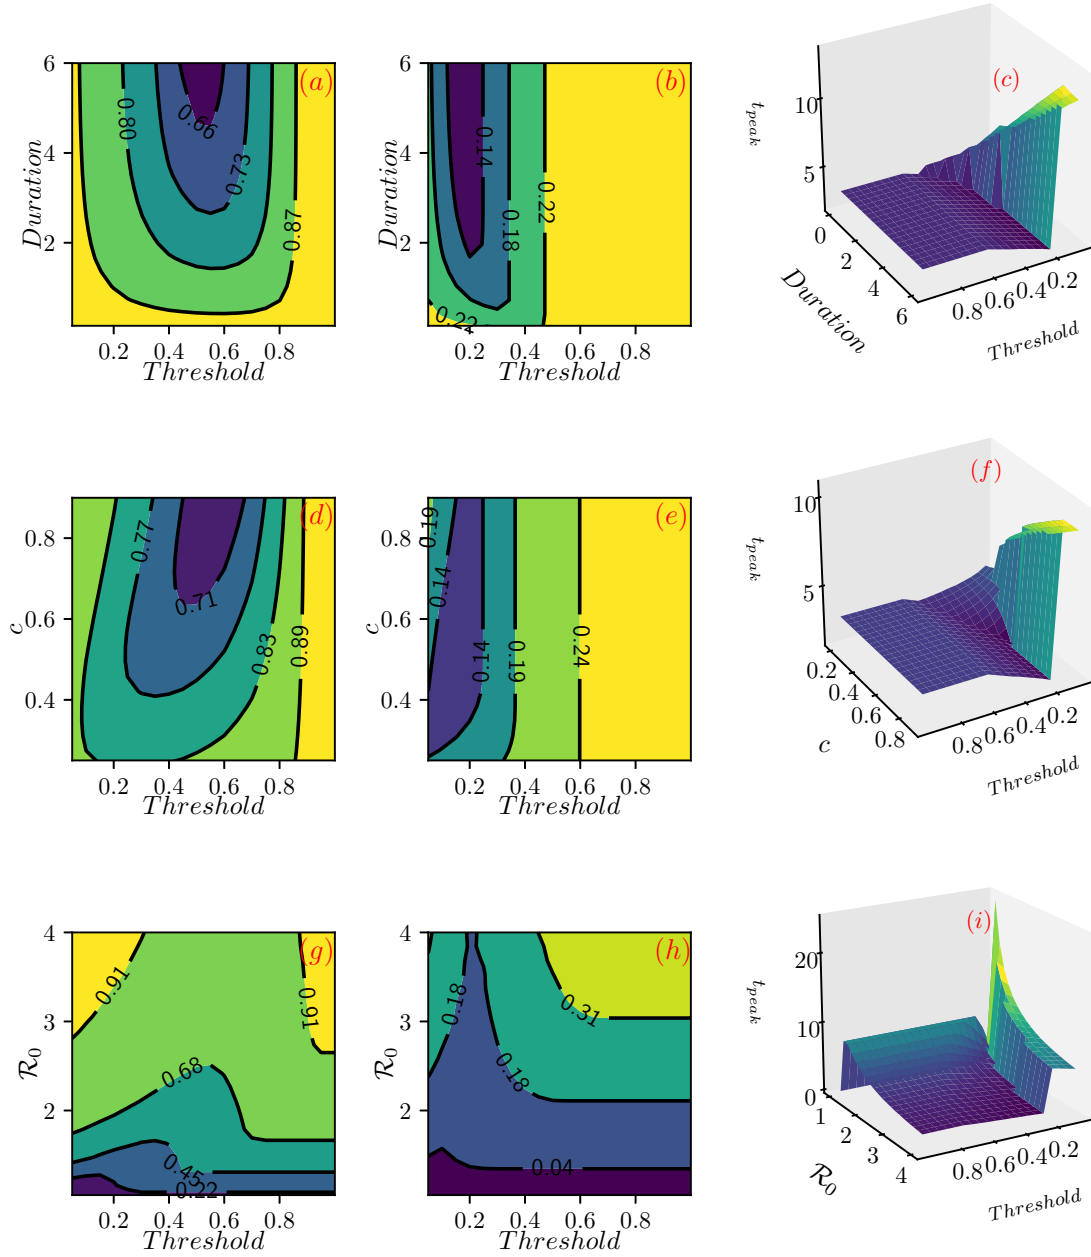 (a)
6
4
2
Duration
0.80
0.66
0.73
0.87
0.2 0.4 0.6 0.8
Threshold
(b)
6
4
2
Duration
0.14
0.18
0.22
0.22
0.2 0.4 0.6 0.8
Threshold
(c)
10
5
t_peak
0
2
4
6
Duration
0.8 0.6 0.4 0.2
Threshold
(d)
0.8
0.6
0.4
c
0.77
0.71
0.83
0.89
0.2 0.4 0.6 0.8
Threshold
(e)
0.8
0.6
0.4
c
0.19
0.14
0.14
0.19
0.24
0.2 0.4 0.6 0.8
Threshold
(f)
10
5
t_peak
0.2
0.4
0.6
0.8
c
0.8 0.6 0.4 0.2
Threshold
(g)
4
3
2
R_0
0.91
0.91
0.68
0.45
0.22
0.2 0.4 0.6 0.8
Threshold
(h)
4
3
2
R_0
0.18
0.31
0.18
0.04
0.2 0.4 0.6 0.8
Threshold
(i)
20
10
0
t_peak
1
2
3
4
R_0
0.8 0.6 0.4 0.2
Threshold